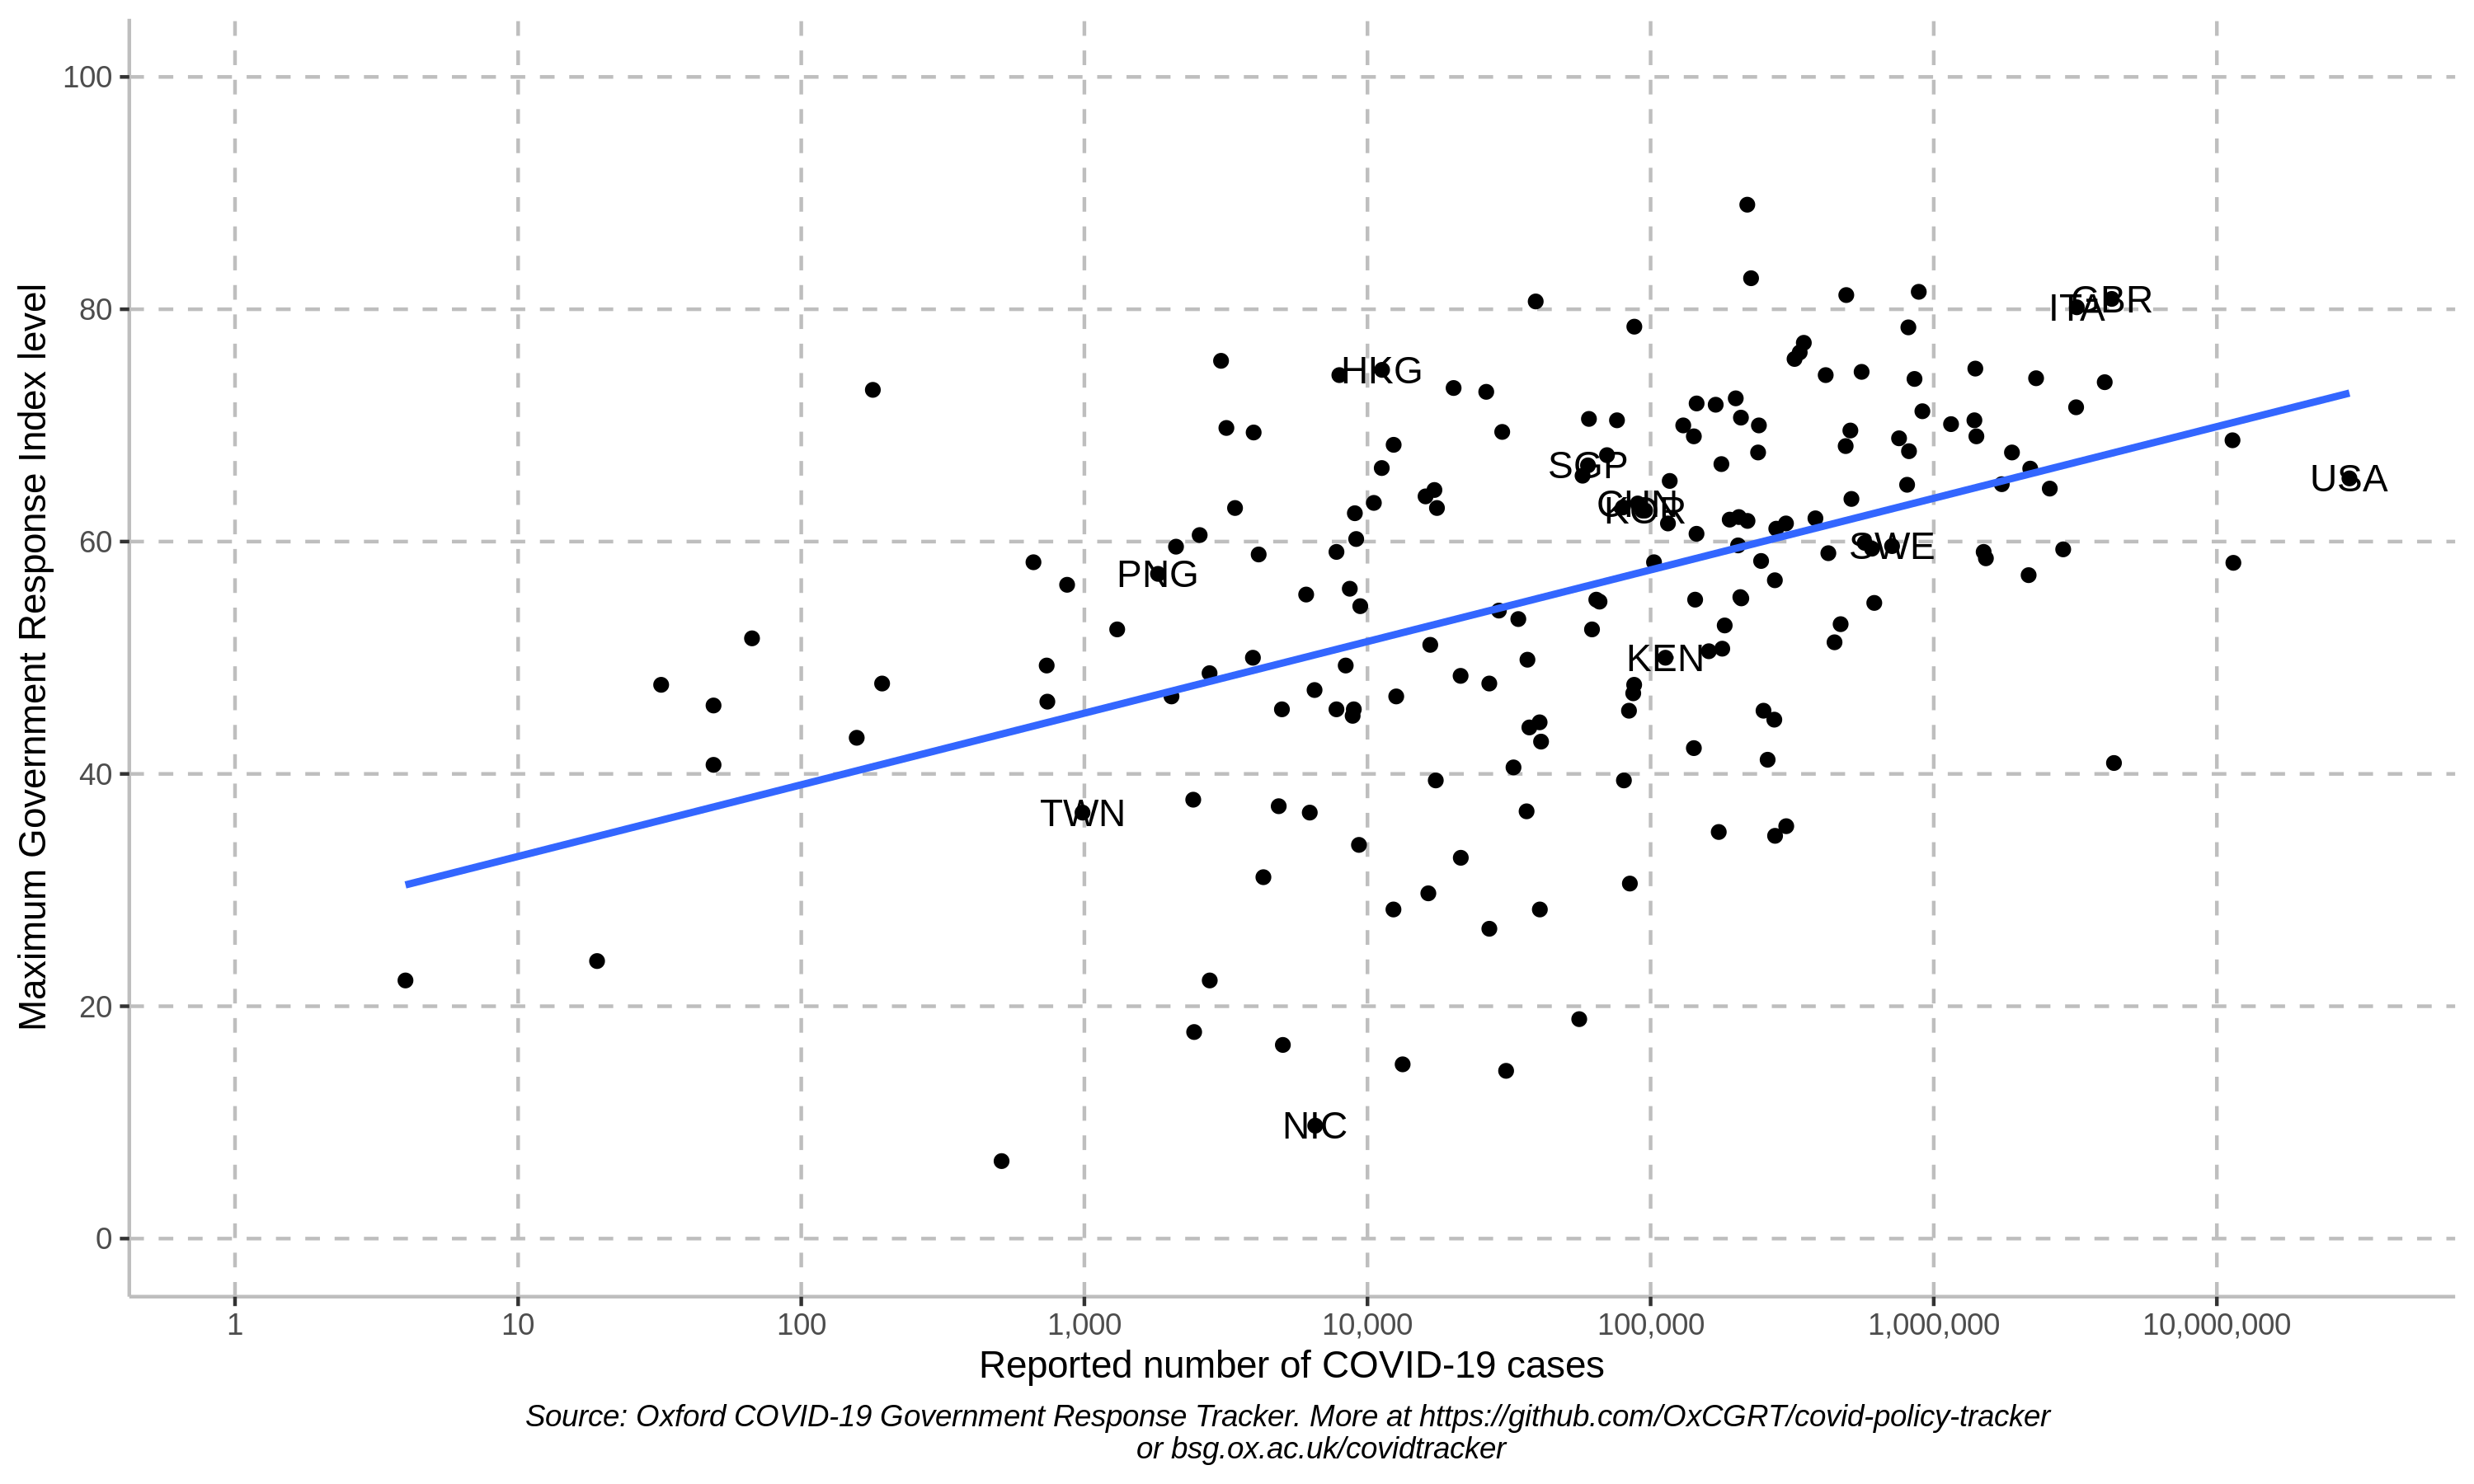 Maximum Government Response Index level
100
80
60
40
20
0
GBR
ITA
HKG
SGP
USA
CHN
KOR
SWE
PNG
KEN
TWN
NIC
1
10
100
1,000
10,000
100,000
1,000,000
10,000,000
Reported number of COVID-19 cases
Source: Oxford COVID-19 Government Response Tracker. More at https://github.com/OxCGRT/covid-policy-tracker
or bsg.ox.ac.uk/covidtracker